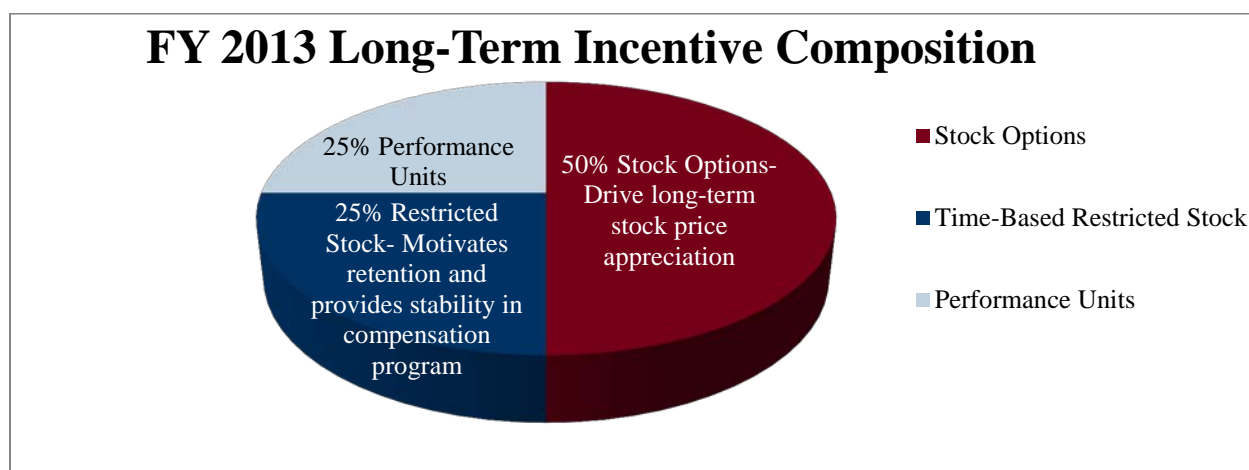 FY 2013 Long-Term Incentive Composition
25% Performance
Units
50% Stock Options-
Drive long-term
stock price
appreciation
25% Restricted
Stock- Motivates
retention and
provides stability in
compensation
program
Stock Options
Time-Based Restricted Stock
Performance Units